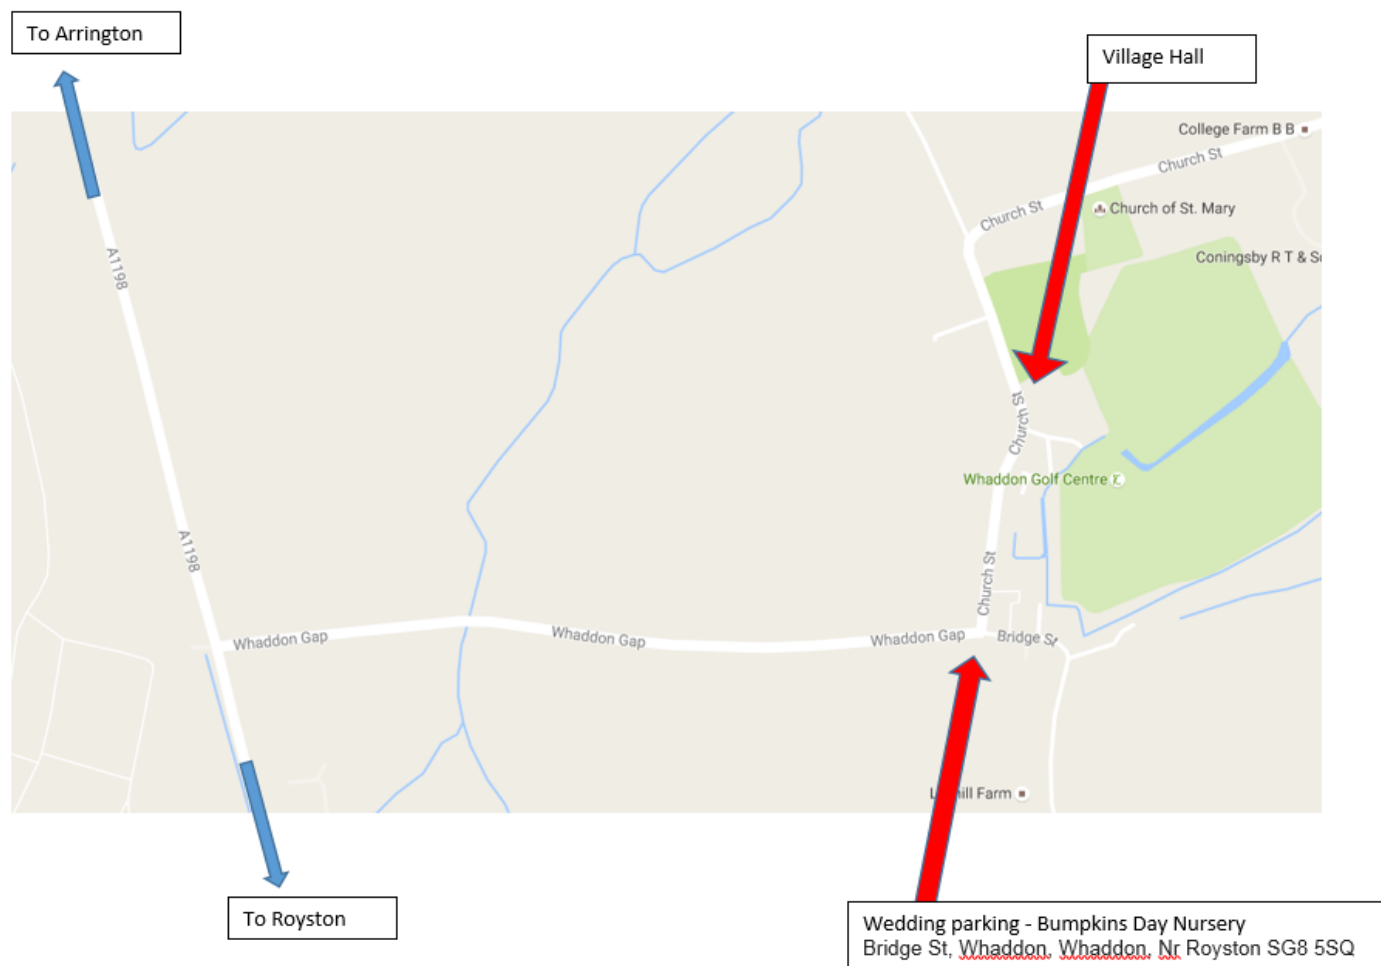 To Arrington
Village Hall
College Farm B B
Church St
Church St
Church of St. Mary
Coningsby R T &
A1198
Church St
Whaddon Golf Centre
A1198
Church St
Whaddon Gap
Whaddon Gap
Whaddon Gap
Bridge St
Farm
To Royston
Wedding parking - Bumpkins Day Nursery
Bridge St, Whaddon, Whaddon, Nr Royston SG8 5SQ